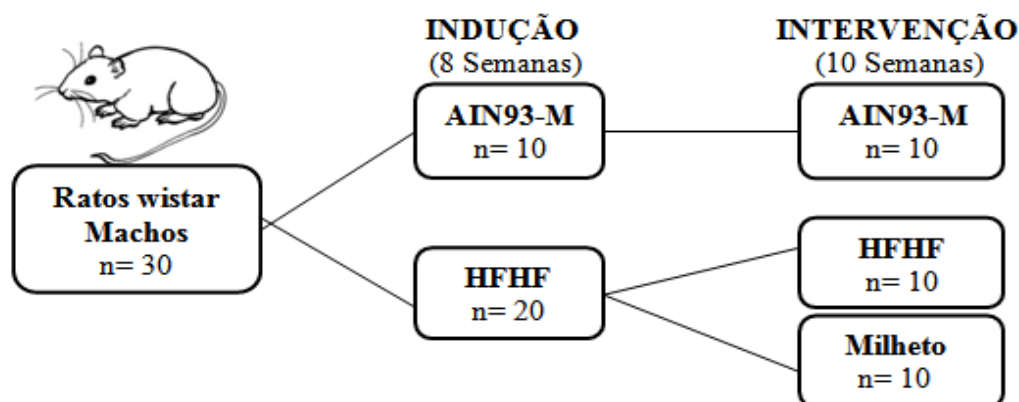 INDUÇÃO
(8 Semanas)
INTERVENÇÃO
(10 Semanas)
Ratos wistar
Machos
n= 30
AIN93-M
n= 10
HFHF
n= 20
AIN93-M
n= 10
HFHF
n= 10
Milheto
n= 10